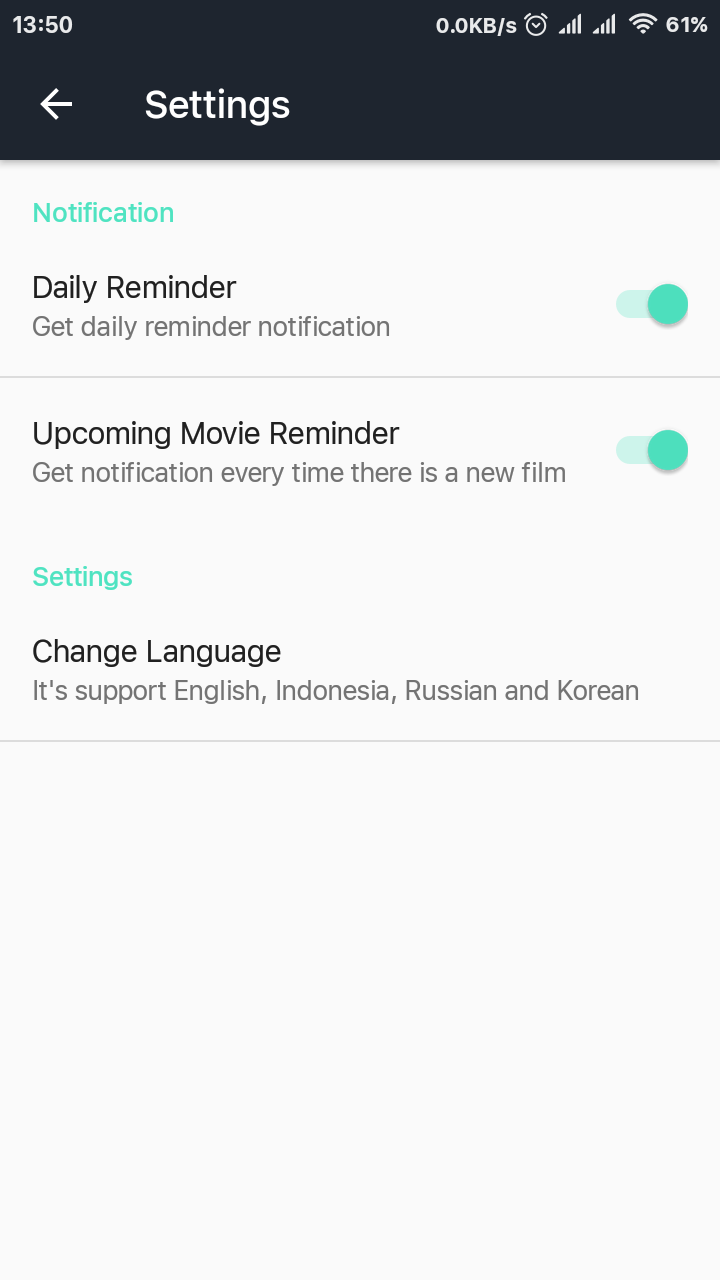 13:50 0.0KB/s 61%
Settings
Notification
Daily Reminder
Get daily reminder notification
Upcoming Movie Reminder
Get notification every time there is a new film
Settings
Change Language
It's support English, Indonesia, Russian and Korean